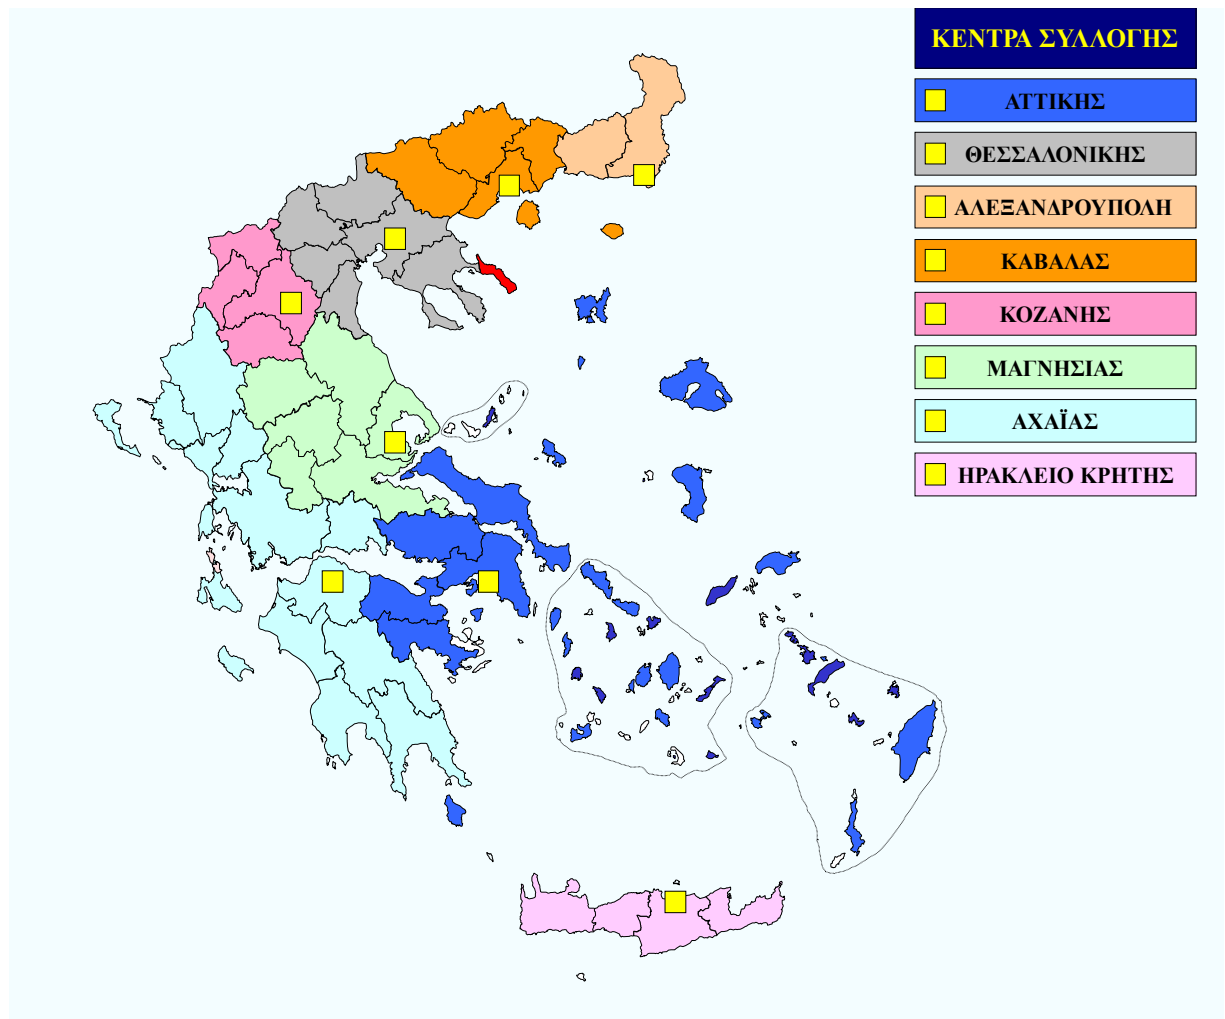 ΚΕΝΤΡΑ ΣΥΛΛΟΓΗΣ
ΑΤΤΙΚΗΣ
ΘΕΣΣΑΛΟΝΙΚΗΣ
ΑΛΕΞΑΝΔΡΟΥΠΟΛΗ
ΚΑΒΑΛΑΣ
ΚΟΖΑΝΗΣ
ΜΑΓΝΗΣΙΑΣ
ΑΧΑΪΑΣ
ΗΡΑΚΛΕΙΟ ΚΡΗΤΗΣ